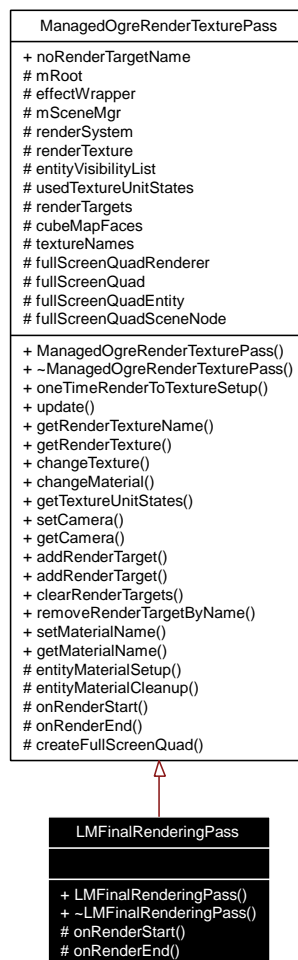 ManagedOgreRenderTexturePass
+ noRenderTargetName
# mRoot
# effectWrapper
# mSceneMgr
# renderSystem
# renderTexture
# entityVisibilityList
# usedTextureUnitStates
# renderTargets
# cubeMapFaces
# textureNames
# fullScreenQuadRenderer
# fullScreenQuad
# fullScreenQuadEntity
# fullScreenQuadSceneNode
+ ManagedOgreRenderTexturePass()
+ ~ManagedOgreRenderTexturePass()
+ oneTimeRenderToTextureSetup()
+ update()
+ getRenderTextureName()
+ getRenderTexture()
+ changeTexture()
+ changeMaterial()
+ getTextureUnitStates()
+ setCamera()
+ getCamera()
+ addRenderTarget()
+ addRenderTarget()
+ clearRenderTargets()
+ removeRenderTargetByName()
+ setMaterialName()
+ getMaterialName()
# entityMaterialSetup()
# entityMaterialCleanup()
# onRenderStart()
# onRenderEnd()
# createFullScreenQuad()
LMFinalRenderingPass
+ LMFinalRenderingPass()
+ ~LMFinalRenderingPass()
# onRenderStart()
# onRenderEnd()